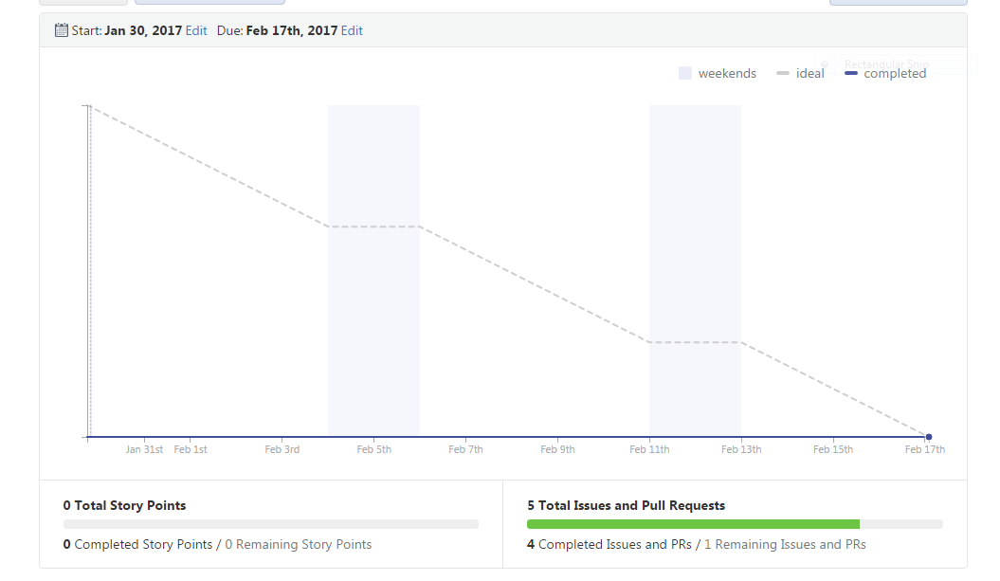 Start: Jan 30, 2017 Edit Due: Feb 17th, 2017 Edit
Rectangular Snip
weekends ideal completed
Jan 31st Feb 1st Feb 3rd Feb 5th Feb 7th Feb 9th Feb 11th Feb 13th Feb 15th Feb 17th
0 Total Story Points
0 Completed Story Points / 0 Remaining Story Points
5 Total Issues and Pull Requests
4 Completed Issues and PRs / 1 Remaining Issues and PRs